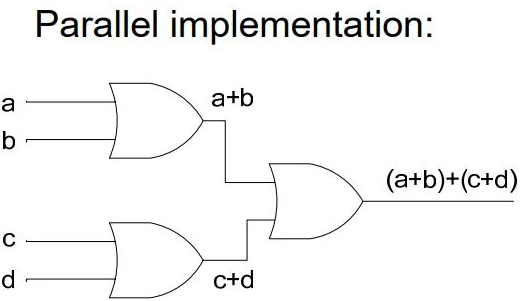 Parallel implementation:
a
a+b
b
(a+b)+(c+d)
c
d
c+d